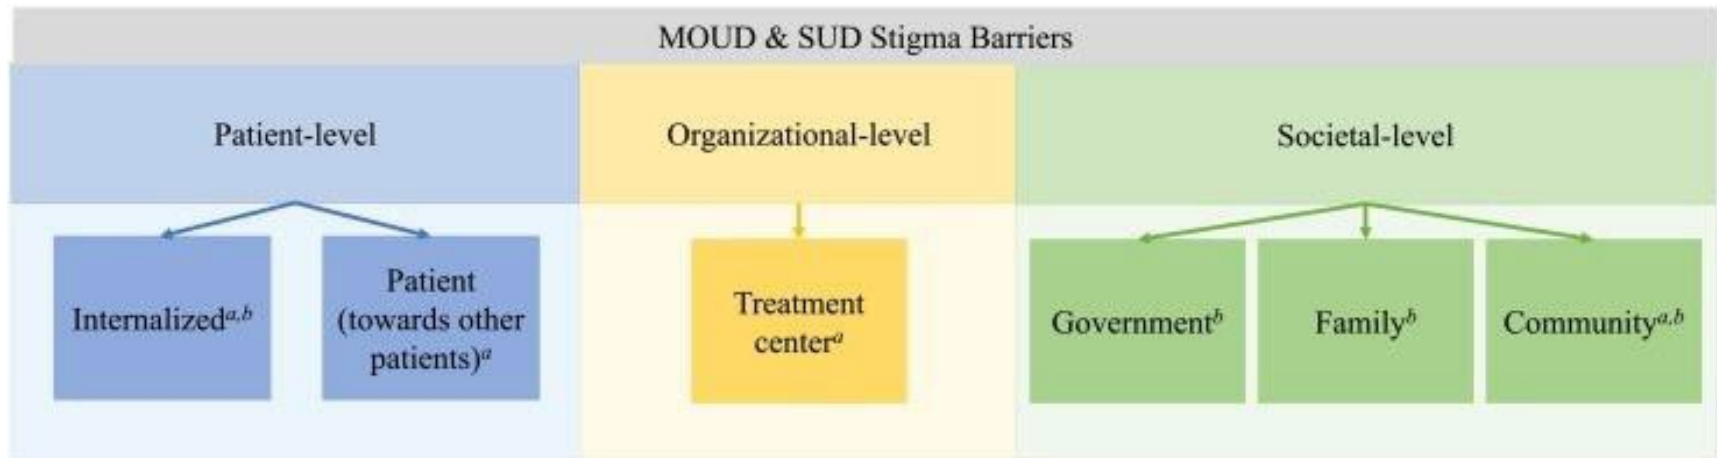 MOUD & SUD Stigma Barriers
Patient-level
Organizational-level
Societal-level
Internalized^a,b
Patient
(towards other
patients)^a
Treatment
center^a
Government^b
Family^b
Community^a,b